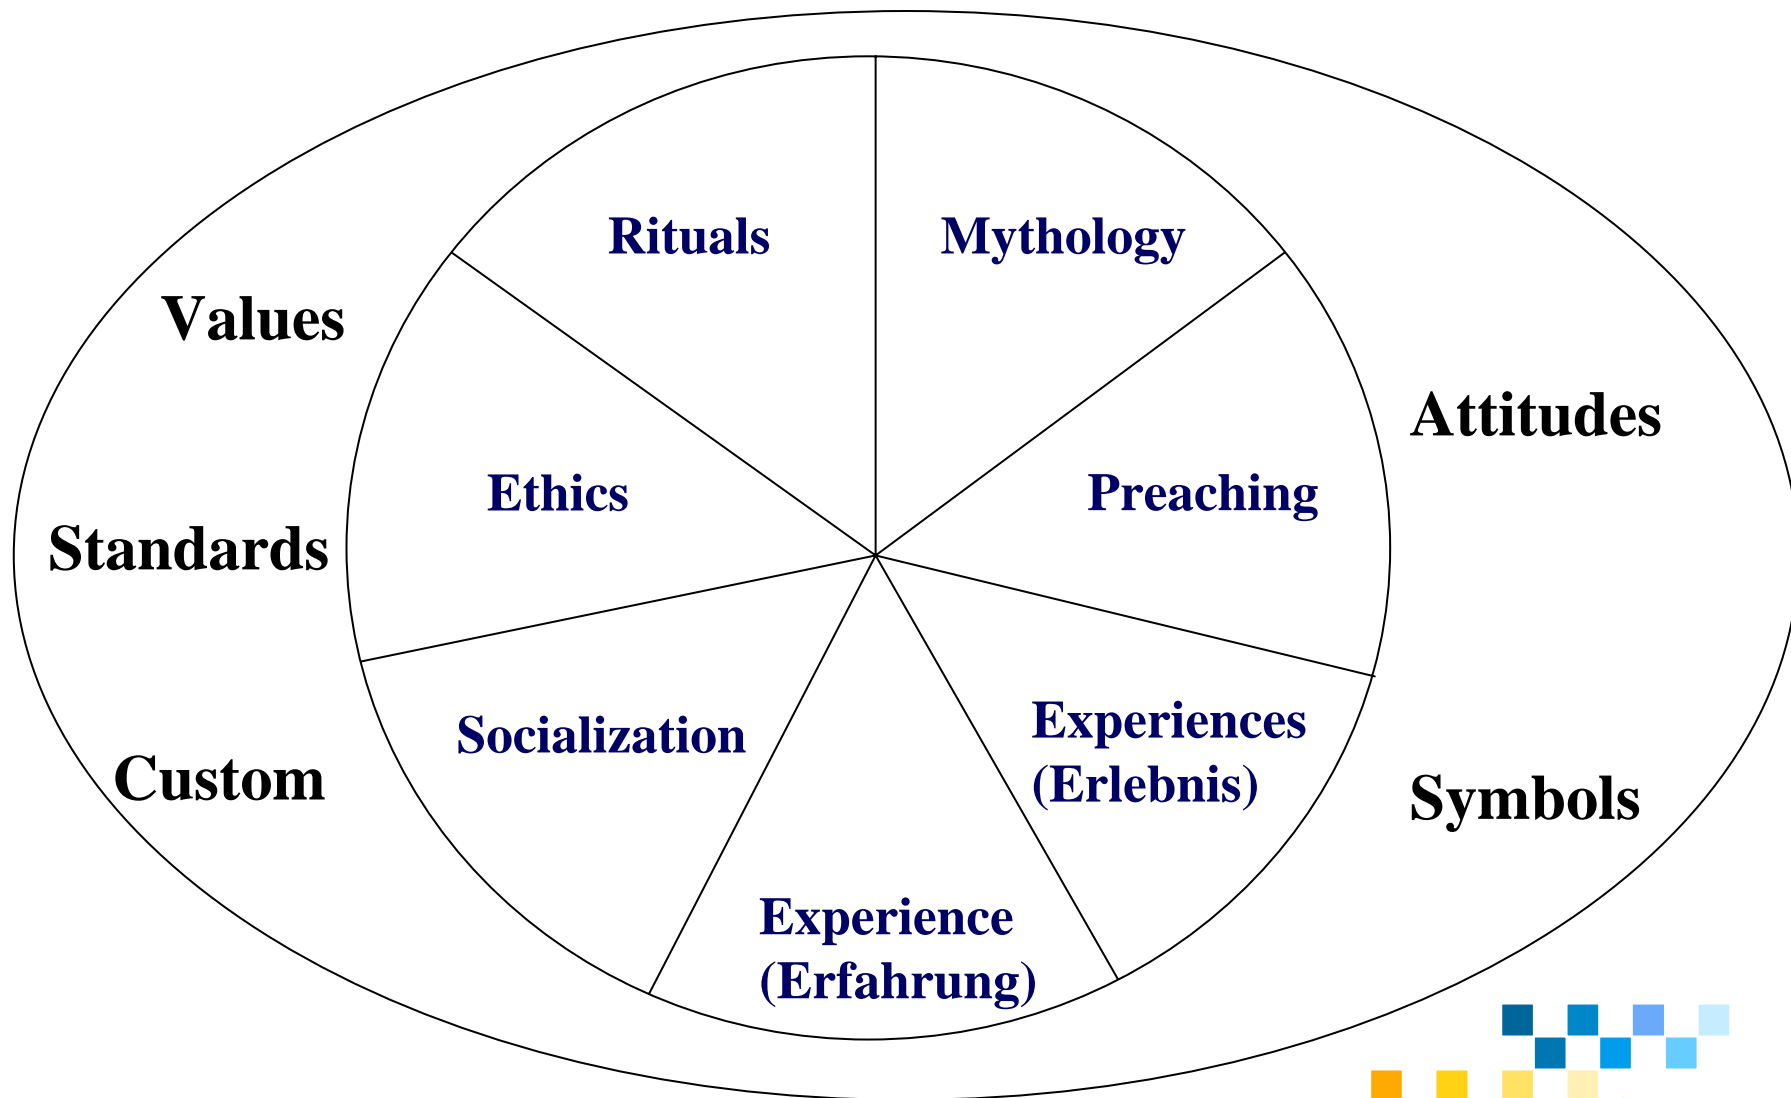 Rituals
Mythology
Values
Attitudes
Ethics
Preaching
Standards
Socialization
Experiences
(Erlebnis)
Custom
Symbols
Experience
(Erfahrung)